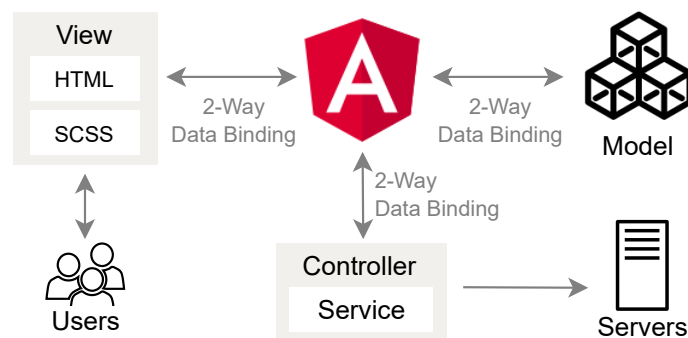 View
HTML
SCSS
2-Way
Data Binding
A
2-Way
Data Binding
Model
2-Way
Data Binding
Users
Controller
Service
Servers